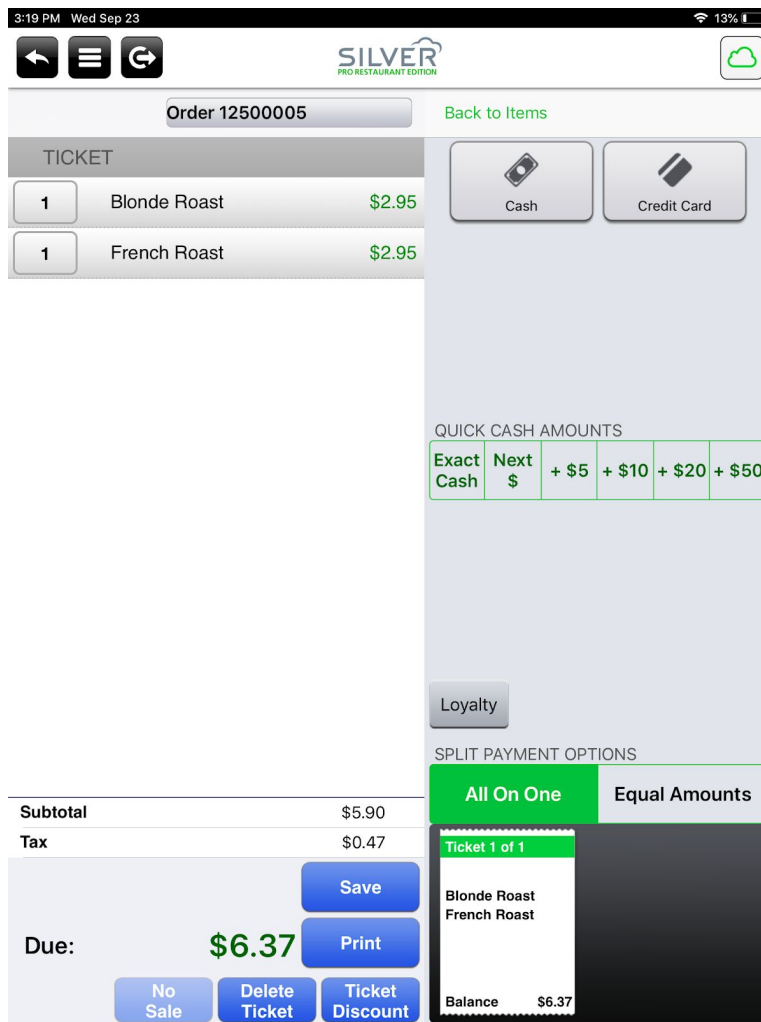 3:19 PM Wed Sep 23
13%
SILVER
PRO RESTAURANT EDITION
Order 12500005
Back to Items
TICKET
1 Blonde Roast $2.95
1 French Roast $2.95
Cash
Credit Card
QUICK CASH AMOUNTS
Exact Cash
Next $
+ $5
+ $10
+ $20
+ $50
Loyalty
SPLIT PAYMENT OPTIONS
All On One
Equal Amounts
Subtotal $5.90
Tax $0.47
Save
Due: $6.37
Print
No Sale
Delete Ticket
Ticket Discount
Ticket 1 of 1
Blonde Roast
French Roast
Balance $6.37